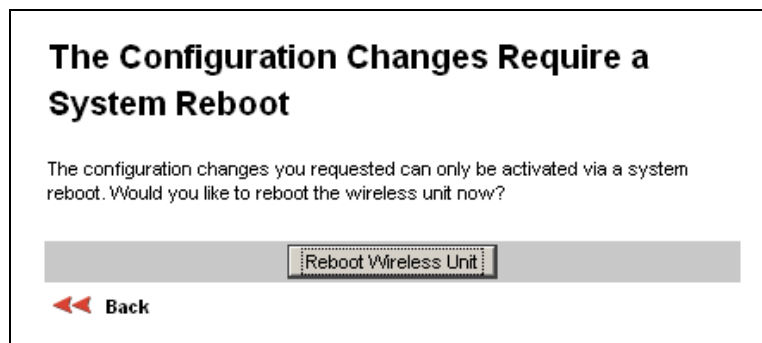 The Configuration Changes Require a
System Reboot
The configuration changes you requested can only be activated via a system
reboot. Would you like to reboot the wireless unit now?
Reboot Wireless Unit
Back